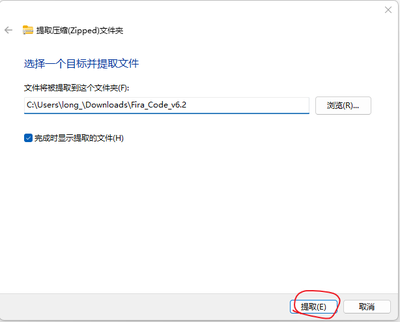 提取压缩(Zipped)文件夹
选择一个目标并提取文件
文件将被提取到这个文件夹(F):
C:\Users\long_\Downloads\Fira_Code_v6.2
浏览(R)...
完成时显示提取的文件(H)
提取(E)
取消